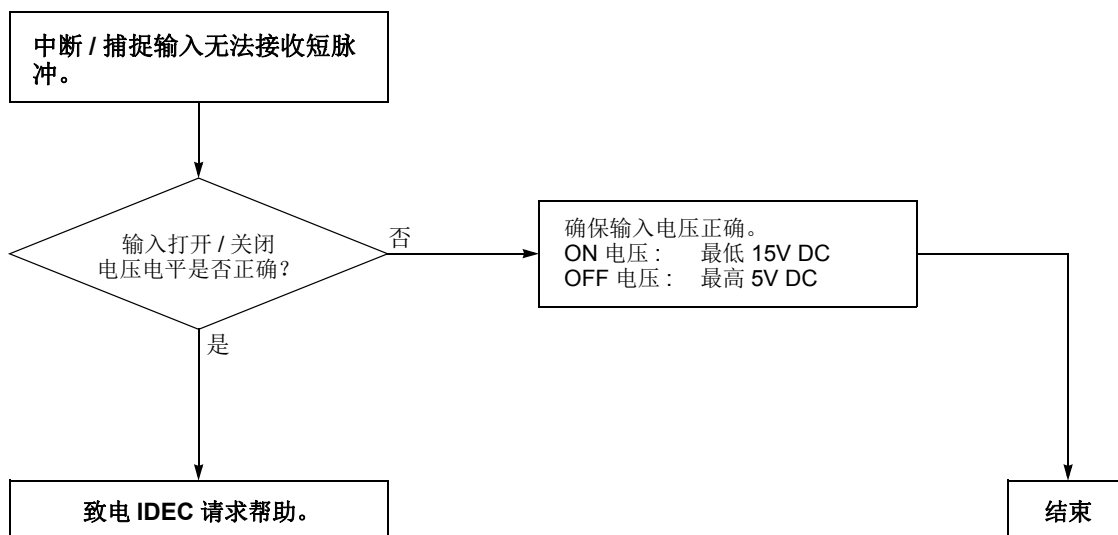 中断 / 捕捉输入无法接收短脉
冲。
输入打开 / 关闭
电压电平是否正确？
否
确保输入电压正确。
ON 电压： 最低 15V DC
OFF 电压： 最高 5V DC
是
致电 IDEC 请求帮助。
结束